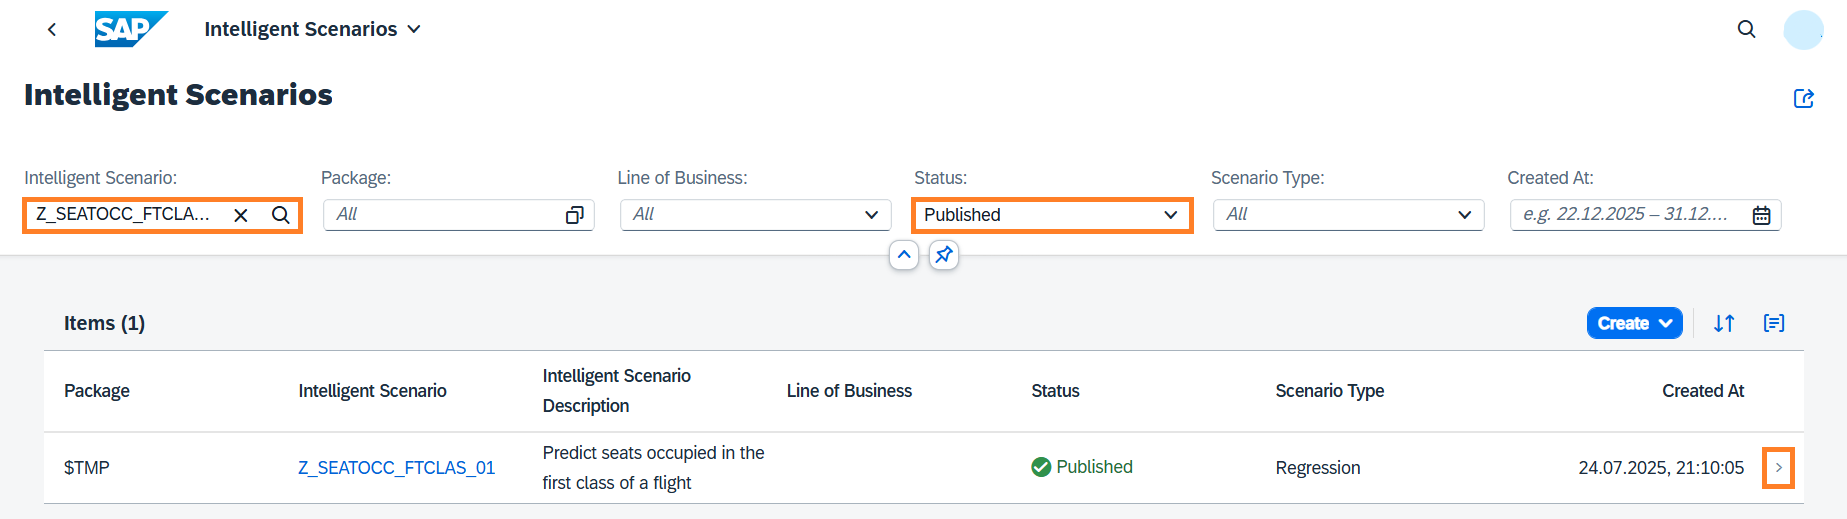 SAP Intelligent Scenarios
Intelligent Scenarios
Intelligent Scenario: Package: Line of Business: Status: Scenario Type: Created At:
Z_SEATOCC_FTCLA... All All Published All e.g. 22.12.2025 – 31.12....
Items (1) Create
Package Intelligent Scenario Intelligent Scenario Description Line of Business Status Scenario Type Created At
$TMP Z_SEATOCC_FTCLAS_01 Predict seats occupied in the first class of a flight Published Regression 24.07.2025, 21:10:05